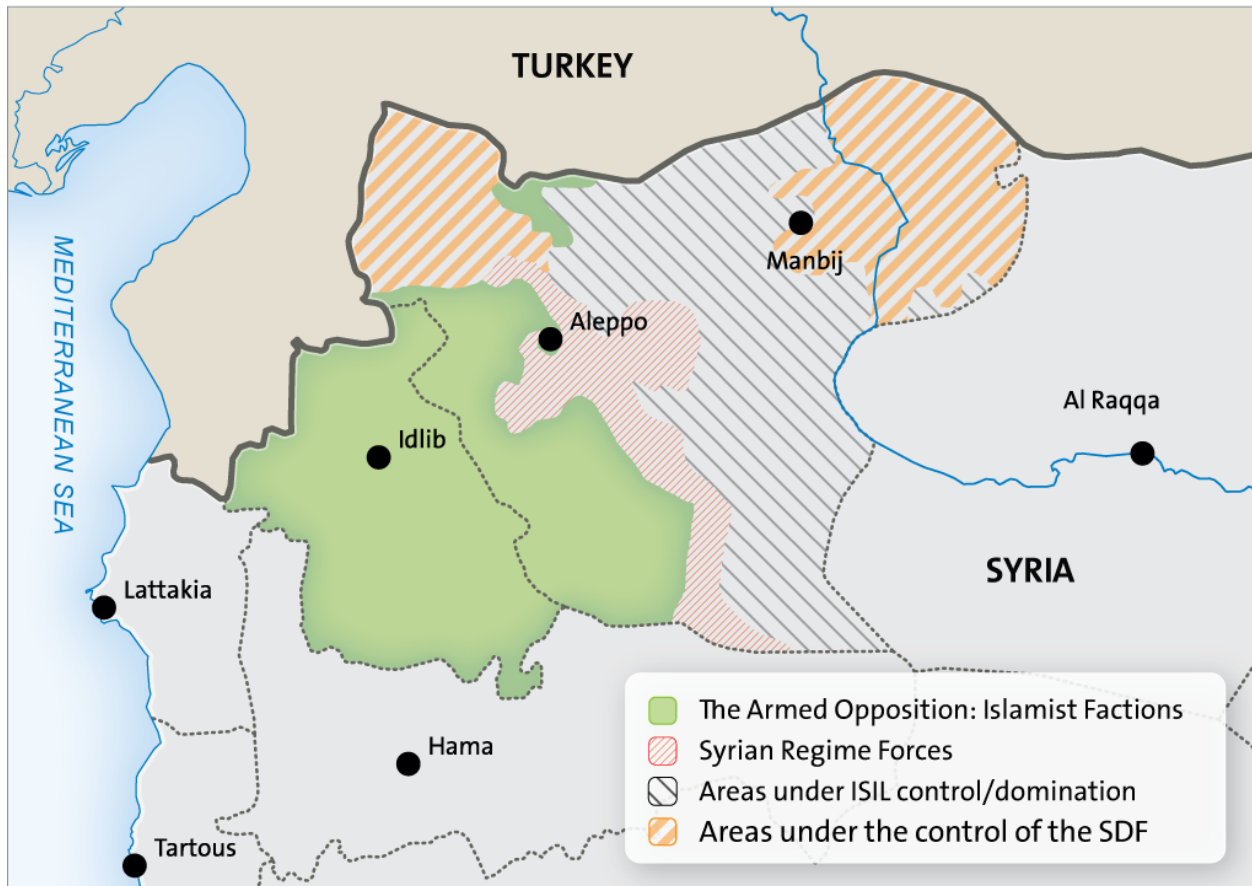 TURKEY
MEDITERRANEAN SEA
Manbij
Aleppo
Al Raqqa
Idlib
SYRIA
Lattakia
Hama
Tartous
The Armed Opposition: Islamist Factions
Syrian Regime Forces
Areas under ISIL control/domination
Areas under the control of the SDF